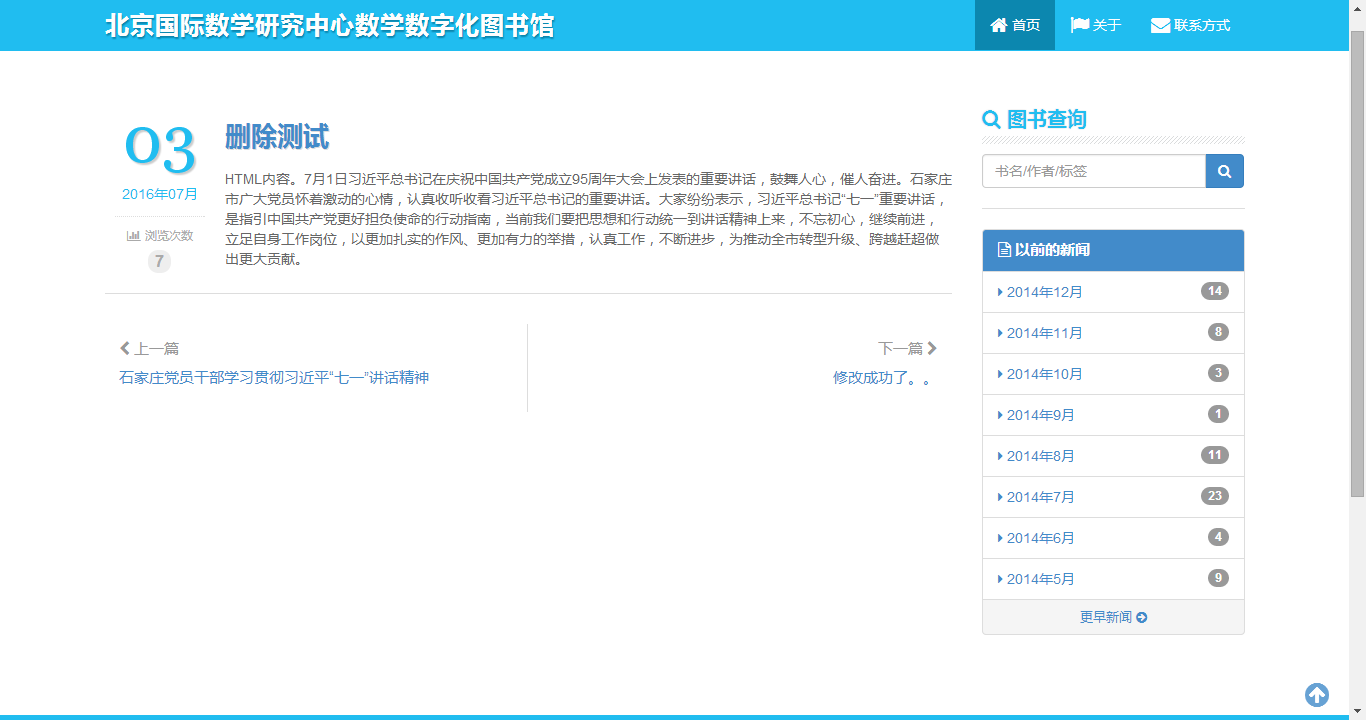 北京国际数学研究中心数学数字化图书馆
首页
关于
联系方式
03
2016年07月
浏览次数
7
删除测试
HTML内容。7月1日习近平总书记在庆祝中国共产党成立95周年大会上发表的重要讲话，鼓舞人心，催人奋进。石家庄
市广大党员怀着激动的心情，认真收听收看习近平总书记的重要讲话。大家纷纷表示，习近平总书记“七一”重要讲话，
是指引中国共产党更好担负使命的行动指南，当前我们要把思想和行动统一到讲话精神上来，不忘初心，继续前进，
立足自身工作岗位，以更加扎实的作风、更加有力的举措，认真工作，不断进步，为推动全市转型升级、跨越赶超做
出更大贡献。
上一篇
石家庄党员干部学习贯彻习近平“七一”讲话精神
下一篇
修改成功了。。
图书查询
书名/作者/标签
以前的新闻
2014年12月 14
2014年11月 8
2014年10月 3
2014年9月 1
2014年8月 11
2014年7月 23
2014年6月 4
2014年5月 9
更早新闻